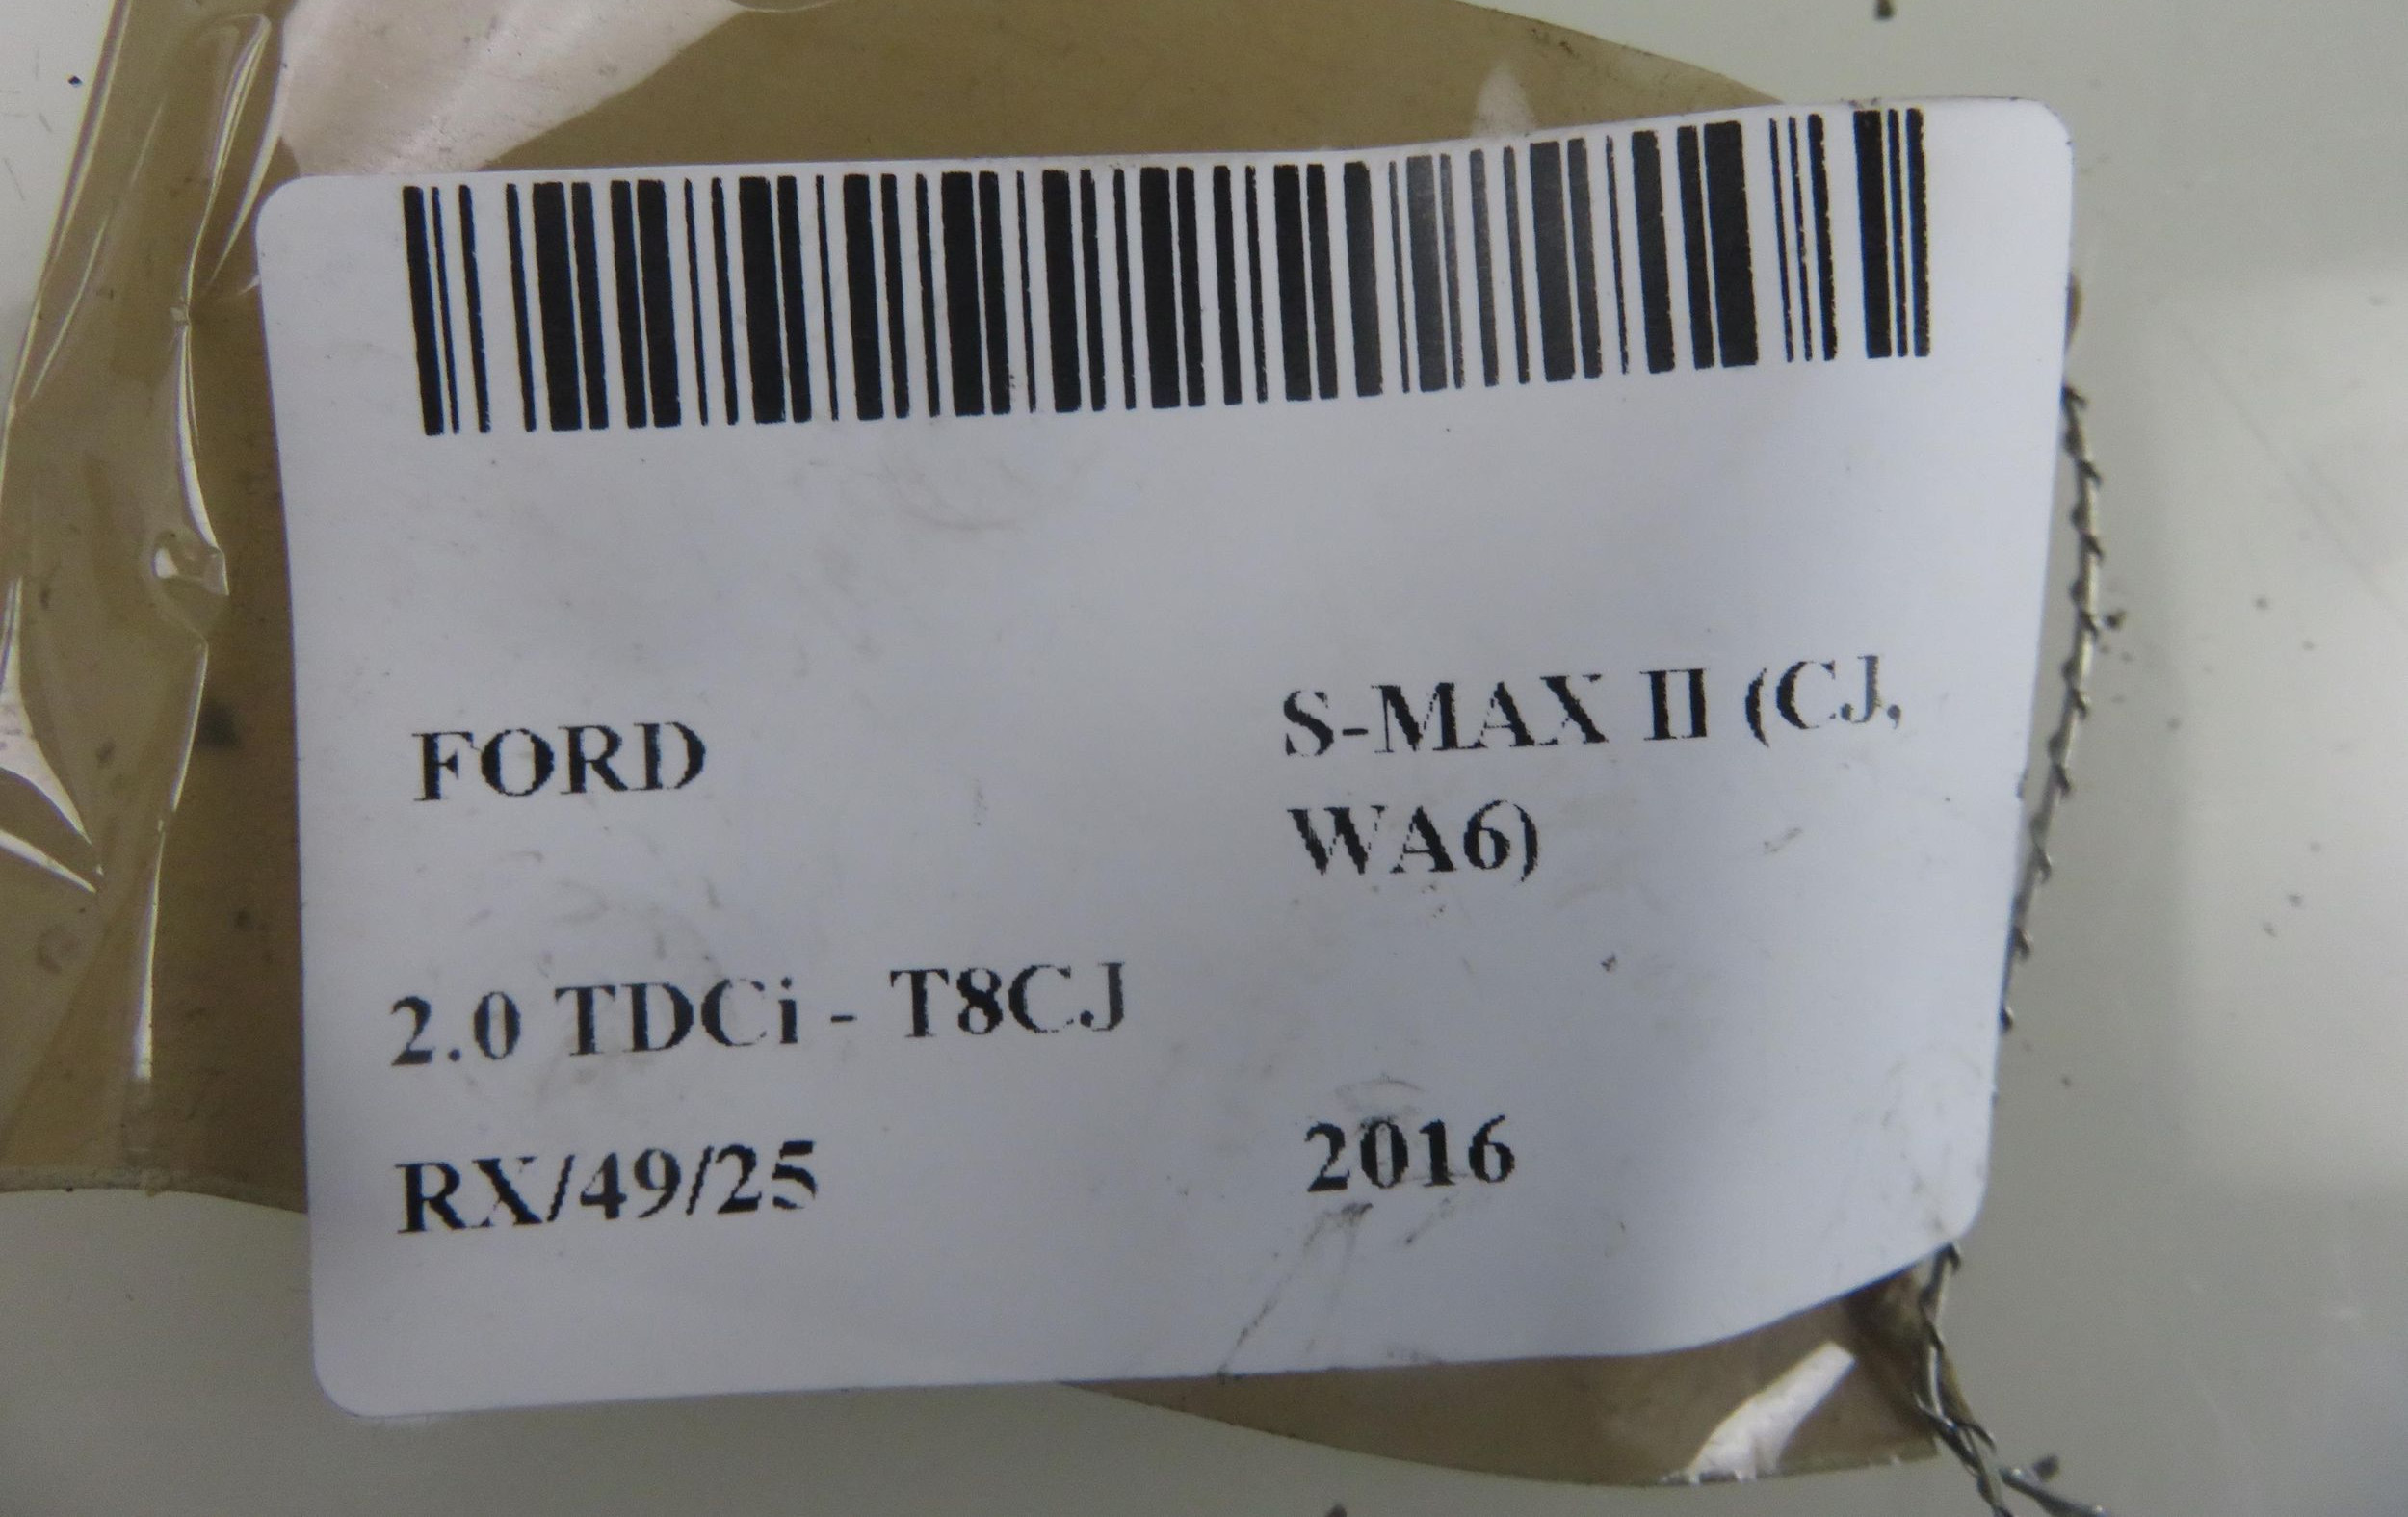 FORD
S-MAX II (CJ,
WA6)
2.0 TDCi - T8CJ
RX/49/25
2016